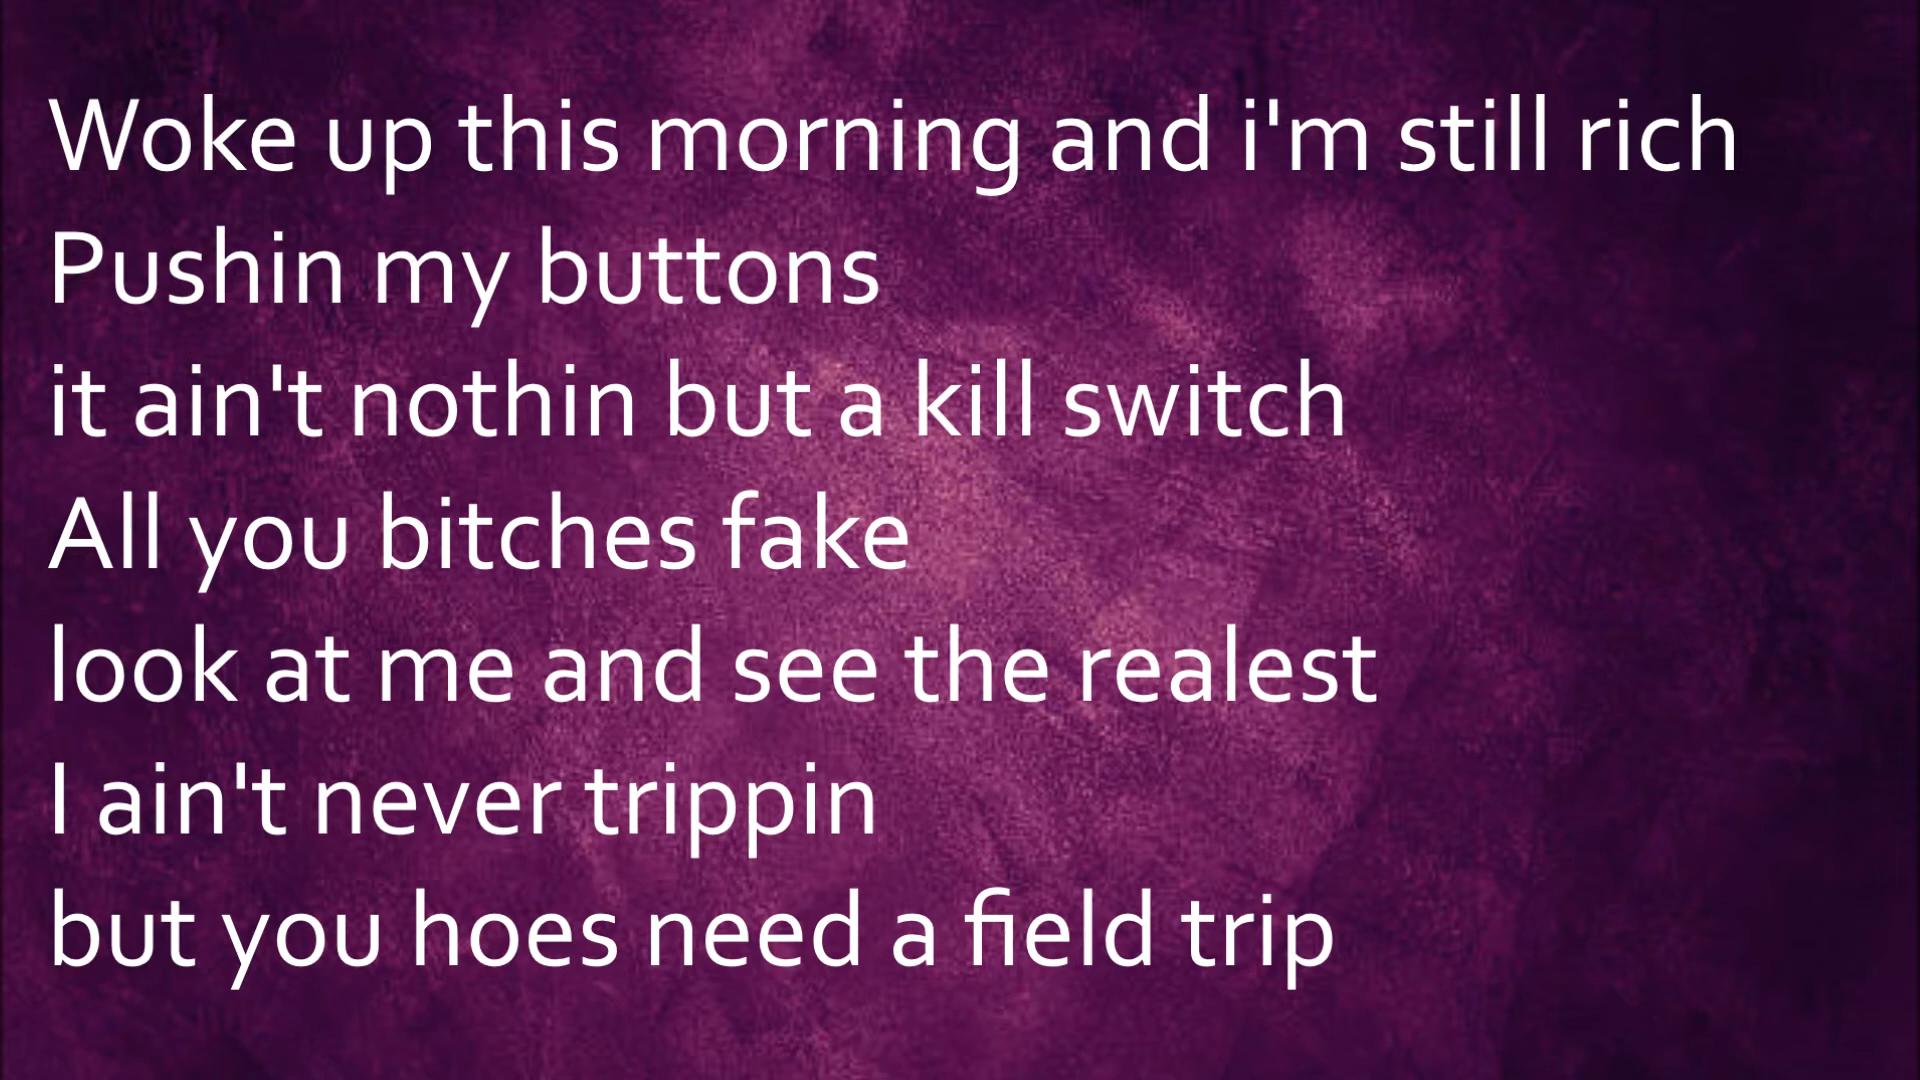 Woke up this morning and i'm still rich
Pushin my buttons
it ain't nothin but a kill switch
All you bitches fake
look at me and see the realest
I ain't never trippin
but you hoes need a field trip